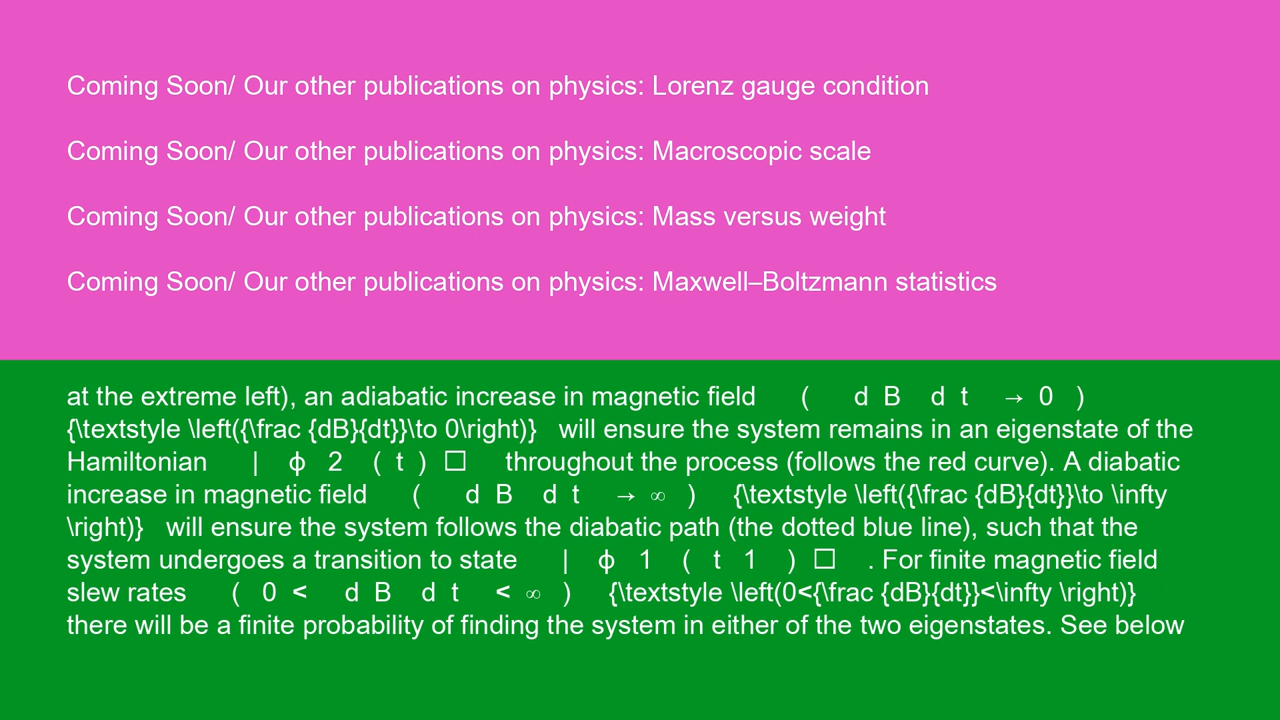 Coming Soon/ Our other publications on physics: Lorenz gauge condition
Coming Soon/ Our other publications on physics: Macroscopic scale
Coming Soon/ Our other publications on physics: Mass versus weight
Coming Soon/ Our other publications on physics: Maxwell–Boltzmann statistics
at the extreme left), an adiabatic increase in magnetic field ( d B d t → 0 )
{\textstyle \left({\frac {dB}{dt}}\to 0\right)} will ensure the system remains in an eigenstate of the
Hamiltonian | ϕ 2 ( t ) □ throughout the process (follows the red curve). A diabatic
increase in magnetic field ( d B d t → ∞ ) {\textstyle \left({\frac {dB}{dt}}\to \infty
\right)} will ensure the system follows the diabatic path (the dotted blue line), such that the
system undergoes a transition to state | ϕ 1 ( t 1 ) □ . For finite magnetic field
slew rates ( 0 < d B d t < ∞ ) {\textstyle \left(0<{\frac {dB}{dt}}<\infty \right)}
there will be a finite probability of finding the system in either of the two eigenstates. See below